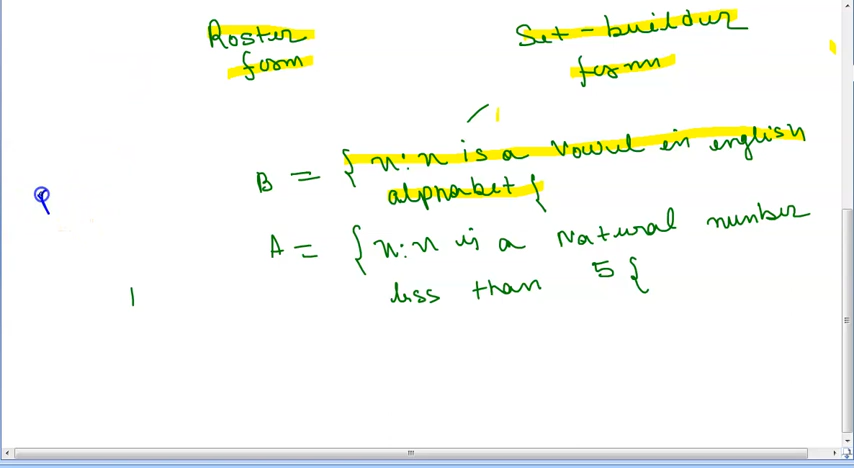 Roster Set-builder
form form
B = { x: x is a vowel in english
alphabet {
A = { x: x is a Natural number
less than 5 {